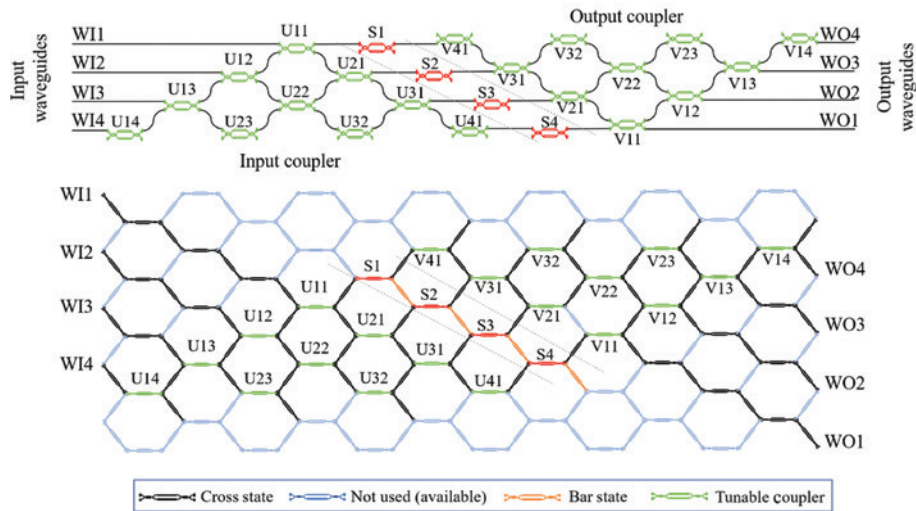 Output coupler
Input waveguides
Output waveguides
WI1 U11 S1 V41 V32 V23 V14 WO4
WI2 U12 U21 S2 V31 V22 V13 WO3
WI3 U13 U22 U31 S3 V21 V12 WO2
WI4 U14 U23 U32 U41 S4 V11 WO1
Input coupler
WI1
WI2 V41 V32 V23 V14
S1 WO4
WI3 U11 S2 V31 V22 V13
U12 U21 S3 V21 V12 WO3
WI4 U13 U22 U31 S4 V11
U14 U23 U32 U41 WO2
WO1
Cross state Not used (available) Bar state Tunable coupler